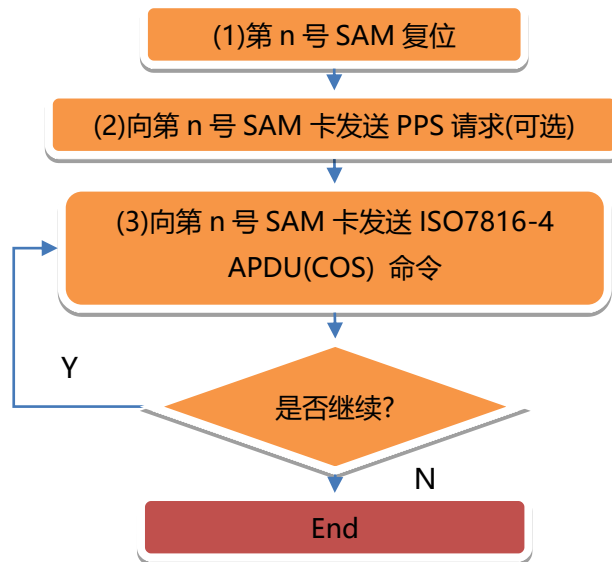 (1)第 n 号 SAM 复位
(2)向第 n 号 SAM 卡发送 PPS 请求(可选)
(3)向第 n 号 SAM 卡发送 ISO7816-4
APDU(COS) 命令
Y
是否继续?
N
End